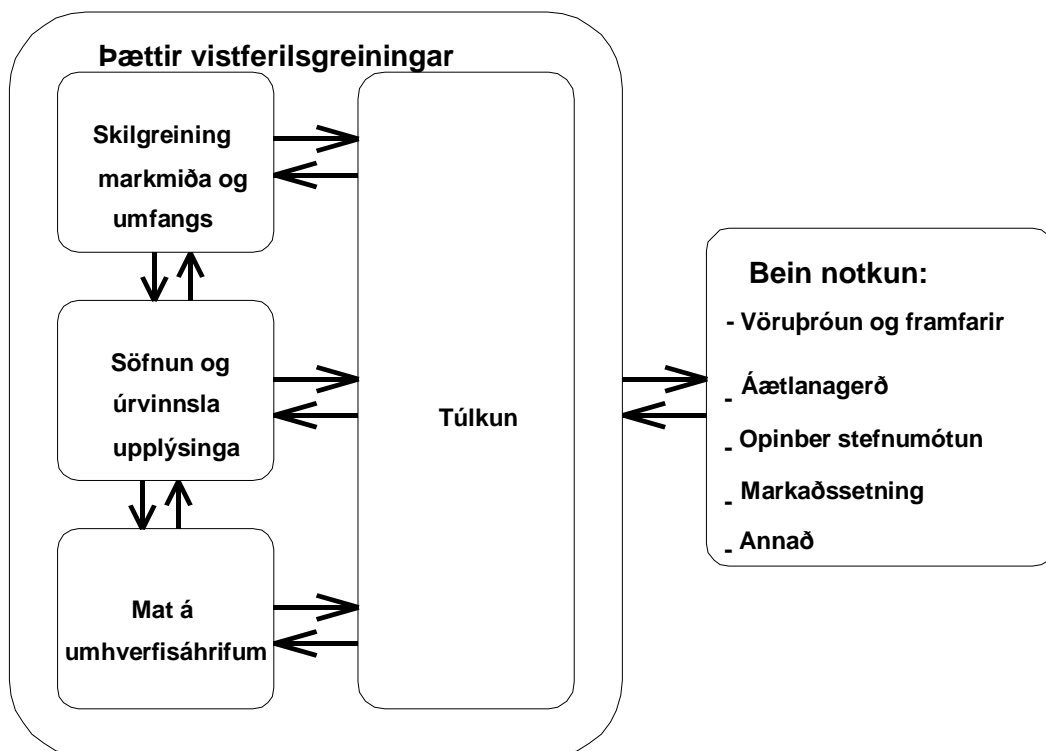 Þættir vistferilsgreiningar
Skilgreining
markmiða og
umfangs
Söfnun og
úrvinnsla
upplýsinga
Mat á
umhverfisáhrifum
Túlkun
Bein notkun:
- Vöruþróun og framfarir
- Áætlanagerð
- Opinber stefnumótun
- Markaðssetning
- Annað